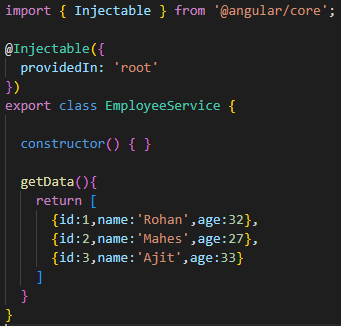 import { Injectable } from '@angular/core';
@Injectable({
providedIn: 'root'
})
export class EmployeeService {
constructor() { }
getData(){
return [
{id:1,name:'Rohan',age:32},
{id:2,name:'Mahes',age:27},
{id:3,name:'Ajit',age:33}
]
}
}